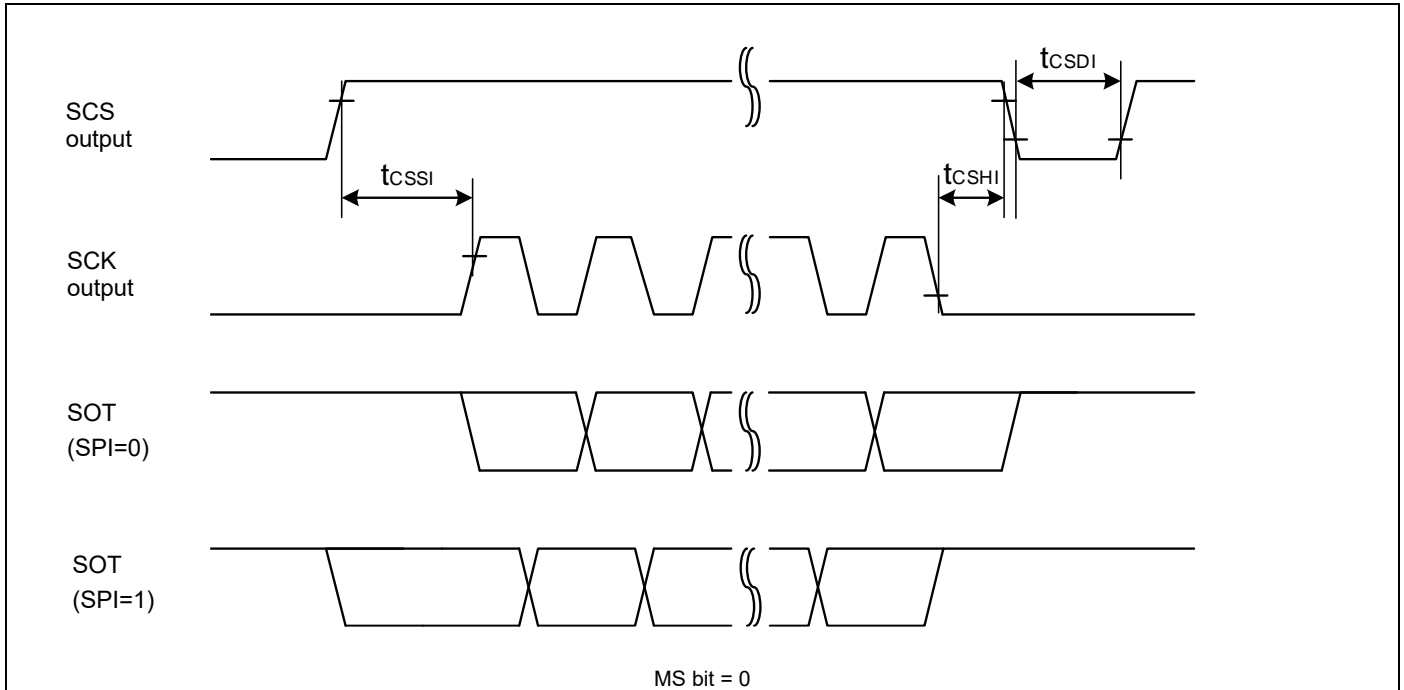 tCSDI
SCS
output
tCSSI
tCSHI
SCK
output
SOT
(SPI=0)
SOT
(SPI=1)
MS bit = 0